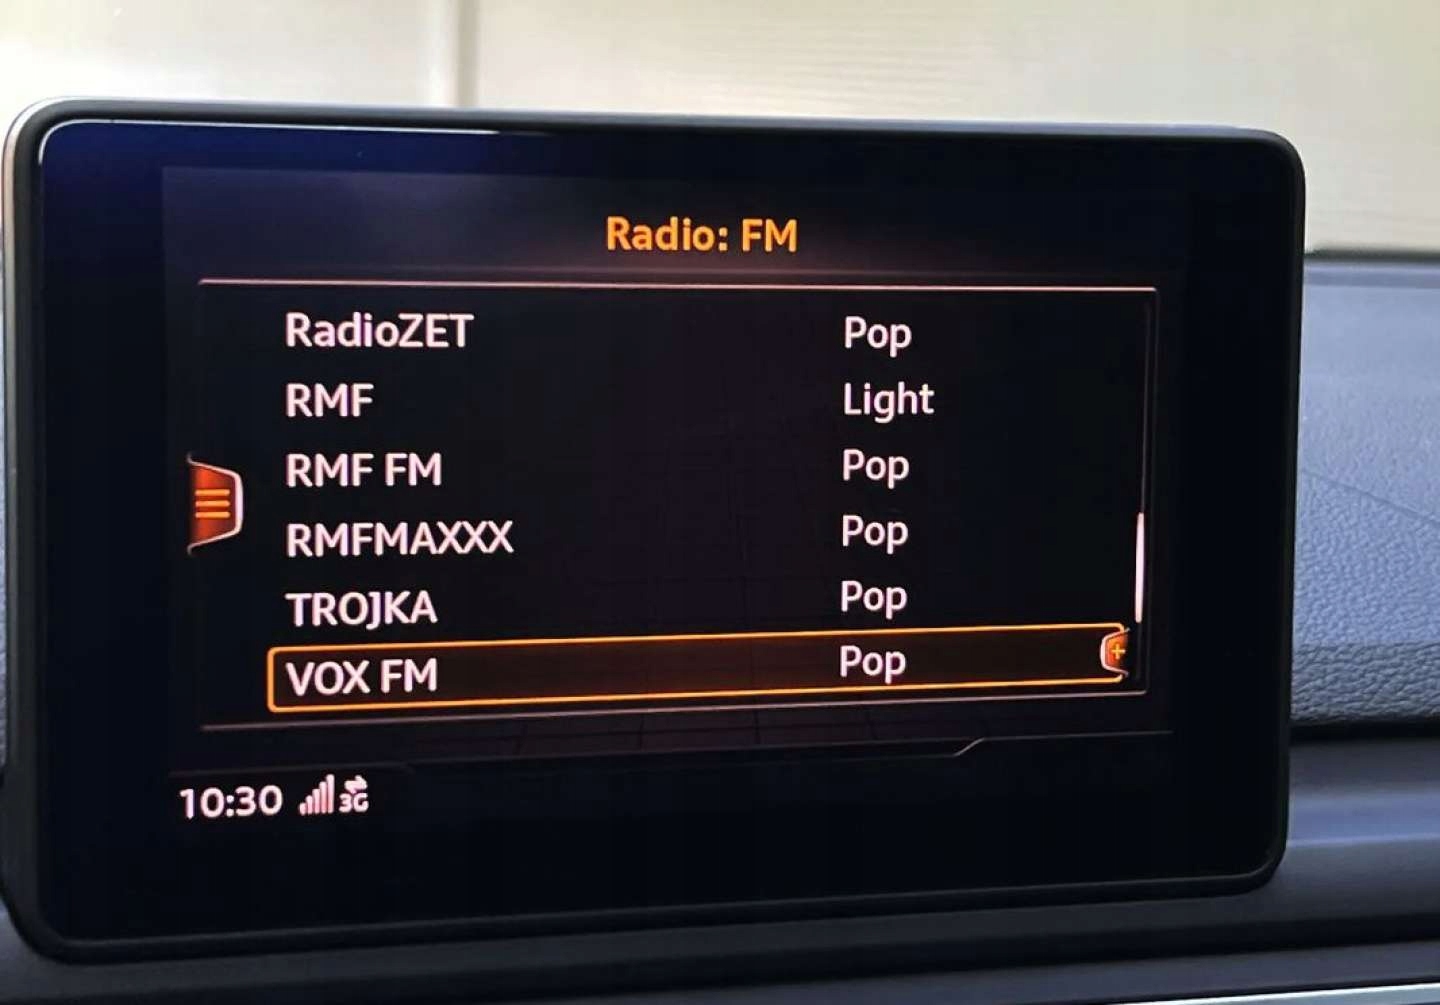 Radio: FM
RadioZET Pop
RMF Light
RMF FM Pop
RMFMAXXX Pop
TROJKA Pop
VOX FM Pop
10:30 3G